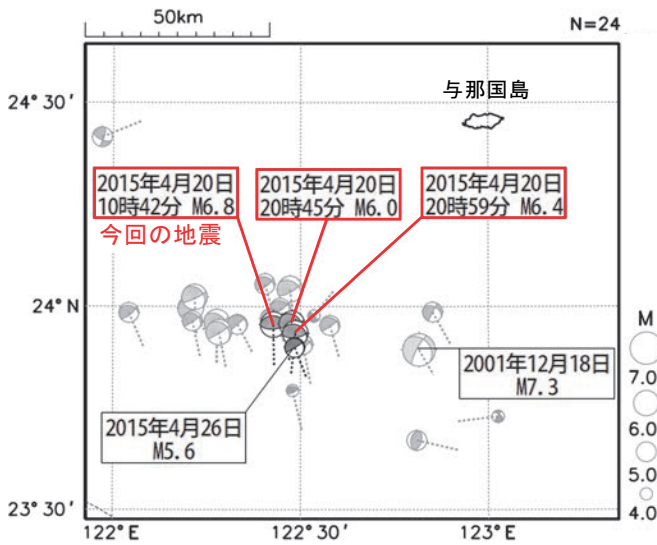 50km
N=24
24°30′
与那国島
2015年4月20日
10時42分 M6.8
2015年4月20日
20時45分 M6.0
2015年4月20日
20時59分 M6.4
今回の地震
24°N
M
7.0
6.0
5.0
4.0
2001年12月18日
M7.3
2015年4月26日
M5.6
23°30′
122°E
122°30′
123°E